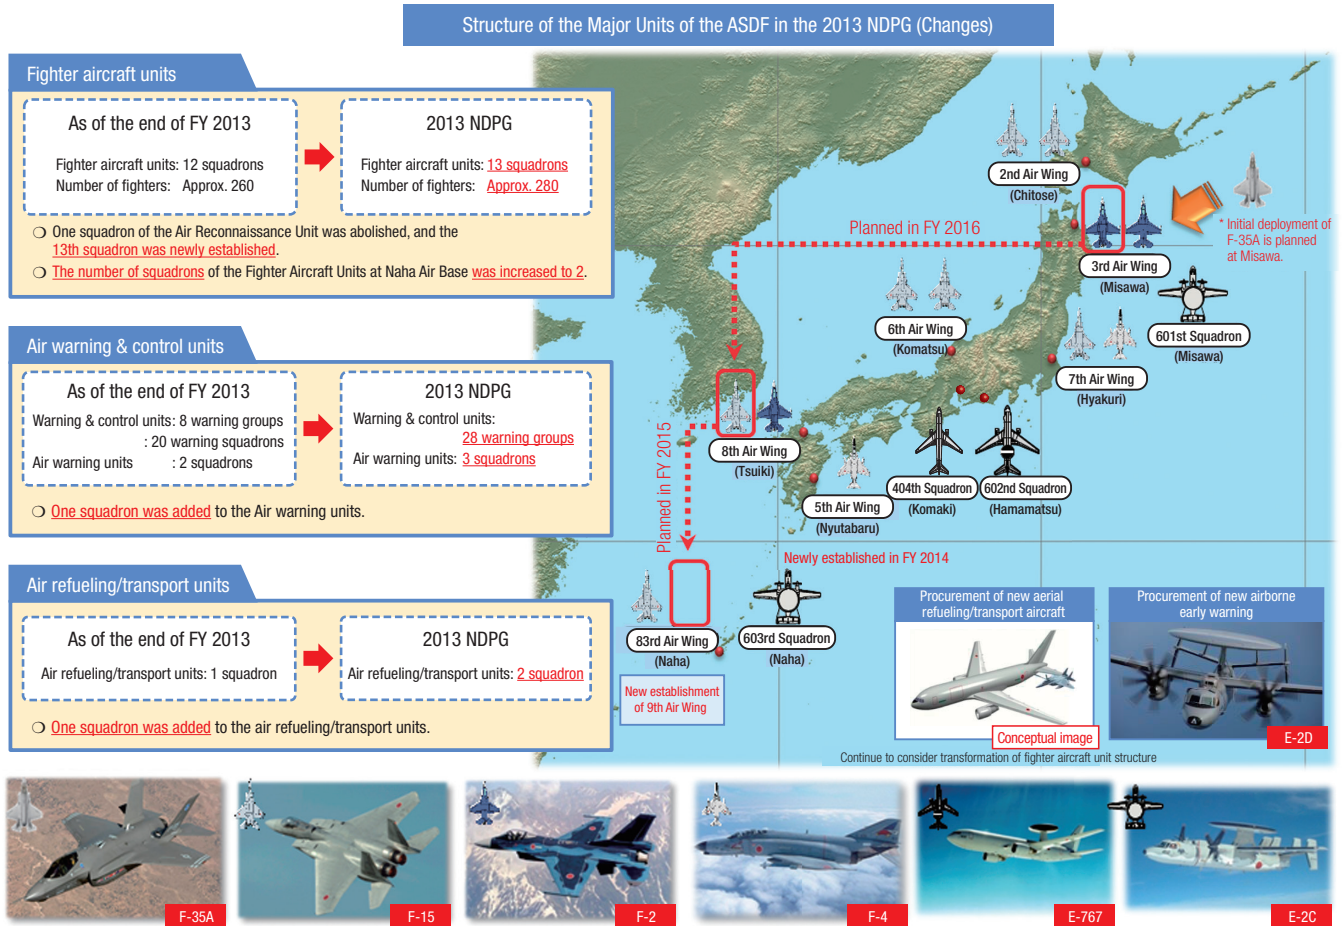 Structure of the Major Units of the ASDF in the 2013 NDPG (Changes)
Fighter aircraft units
As of the end of FY 2013
Fighter aircraft units: 12 squadrons
Number of fighters: Approx. 260
2013 NDPG
Fighter aircraft units: 13 squadrons
Number of fighters: Approx. 280
❍ One squadron of the Air Reconnaissance Unit was abolished, and the
13th squadron was newly established.
❍ The number of squadrons of the Fighter Aircraft Units at Naha Air Base was increased to 2.
Air warning & control units
As of the end of FY 2013
Warning & control units: 8 warning groups
: 20 warning squadrons
Air warning units : 2 squadrons
2013 NDPG
Warning & control units:
28 warning groups
Air warning units: 3 squadrons
❍ One squadron was added to the Air warning units.
Air refueling/transport units
As of the end of FY 2013
Air refueling/transport units: 1 squadron
2013 NDPG
Air refueling/transport units: 2 squadron
❍ One squadron was added to the air refueling/transport units.
2nd Air Wing
(Chitose)
Planned in FY 2016
* Initial deployment of
F-35A is planned
at Misawa.
3rd Air Wing
(Misawa)
6th Air Wing
(Komatsu)
601st Squadron
(Misawa)
7th Air Wing
(Hyakuri)
8th Air Wing
(Tsuiki)
Planned in FY 2015
5th Air Wing
(Nyutabaru)
404th Squadron
(Komaki)
602nd Squadron
(Hamamatsu)
Newly established in FY 2014
83rd Air Wing
(Naha)
603rd Squadron
(Naha)
New establishment
of 9th Air Wing
Procurement of new aerial
refueling/transport aircraft
Conceptual image
Procurement of new airborne
early warning
E-2D
Continue to consider transformation of fighter aircraft unit structure
F-35A
F-15
F-2
F-4
E-767
E-2C